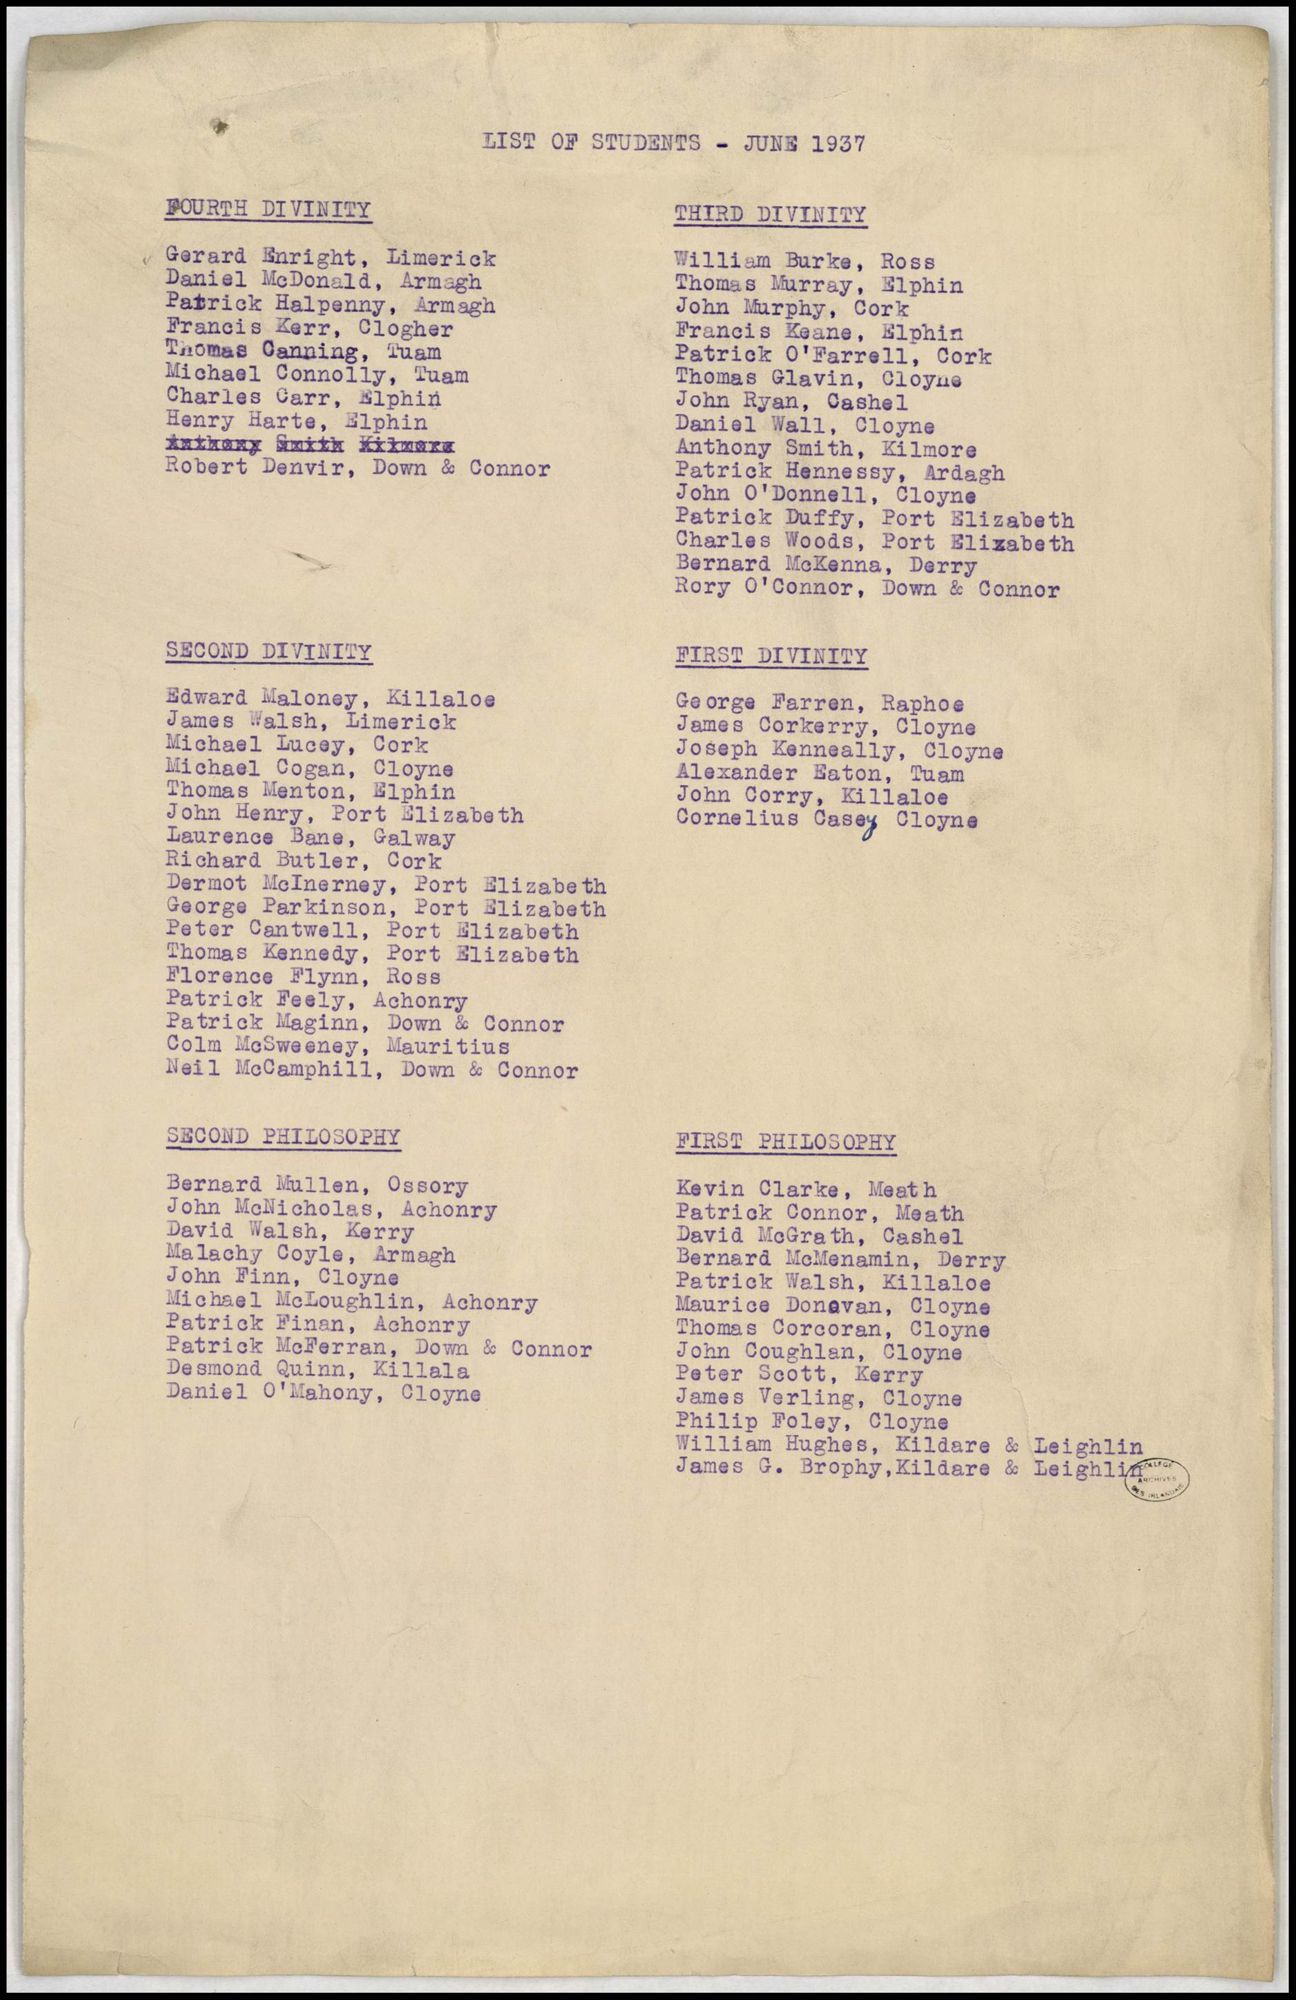 LIST OF STUDENTS - JUNE 1937
FOURTH DIVINITY
Gerard Enright, Limerick
Daniel McDonald, Armagh
Patrick Halpenny, Armagh
Francis Kerr, Clogher
Thomas Canning, Tuam
Michael Connolly, Tuam
Charles Carr, Elphin
Henry Harte, Elphin
Anthony Smith Kilmore
Robert Denvir, Down & Connor
THIRD DIVINITY
William Burke, Ross
Thomas Murray, Elphin
John Murphy, Cork
Francis Keane, Elphin
Patrick O'Farrell, Cork
Thomas Glavin, Cloyne
John Ryan, Cashel
Daniel Wall, Cloyne
Anthony Smith, Kilmore
Patrick Hennessy, Ardagh
John O'Donnell, Cloyne
Patrick Duffy, Port Elizabeth
Charles Woods, Port Elizabeth
Bernard McKenna, Derry
Rory O'Connor, Down & Connor
SECOND DIVINITY
Edward Maloney, Killaloe
James Walsh, Limerick
Michael Lucey, Cork
Michael Cogan, Cloyne
Thomas Menton, Elphin
John Henry, Port Elizabeth
Laurence Bane, Galway
Richard Butler, Cork
Dermot McInerney, Port Elizabeth
George Parkinson, Port Elizabeth
Peter Cantwell, Port Elizabeth
Thomas Kennedy, Port Elizabeth
Florence Flynn, Ross
Patrick Feely, Achonry
Patrick Maginn, Down & Connor
Colm McSweeney, Mauritius
Neil McCamphill, Down & Connor
FIRST DIVINITY
George Farren, Raphoe
James Corkerry, Cloyne
Joseph Kenneally, Cloyne
Alexander Eaton, Tuam
John Corry, Killaloe
Cornelius Casey Cloyne
SECOND PHILOSOPHY
Bernard Mullen, Ossory
John McNicholas, Achonry
David Walsh, Kerry
Malachy Coyle, Armagh
John Finn, Cloyne
Michael McLoughlin, Achonry
Patrick Finan, Achonry
Patrick McFerran, Down & Connor
Desmond Quinn, Killala
Daniel O'Mahony, Cloyne
FIRST PHILOSOPHY
Kevin Clarke, Meath
Patrick Connor, Meath
David McGrath, Cashel
Bernard McMenamin, Derry
Patrick Walsh, Killaloe
Maurice Donovan, Cloyne
Thomas Corcoran, Cloyne
John Coughlan, Cloyne
Peter Scott, Kerry
James Verling, Cloyne
Philip Foley, Cloyne
William Hughes, Kildare & Leighlin
James G. Brophy,Kildare & Leighlin
COLLEGE
ARCHIVES
DES IRLANDAIS